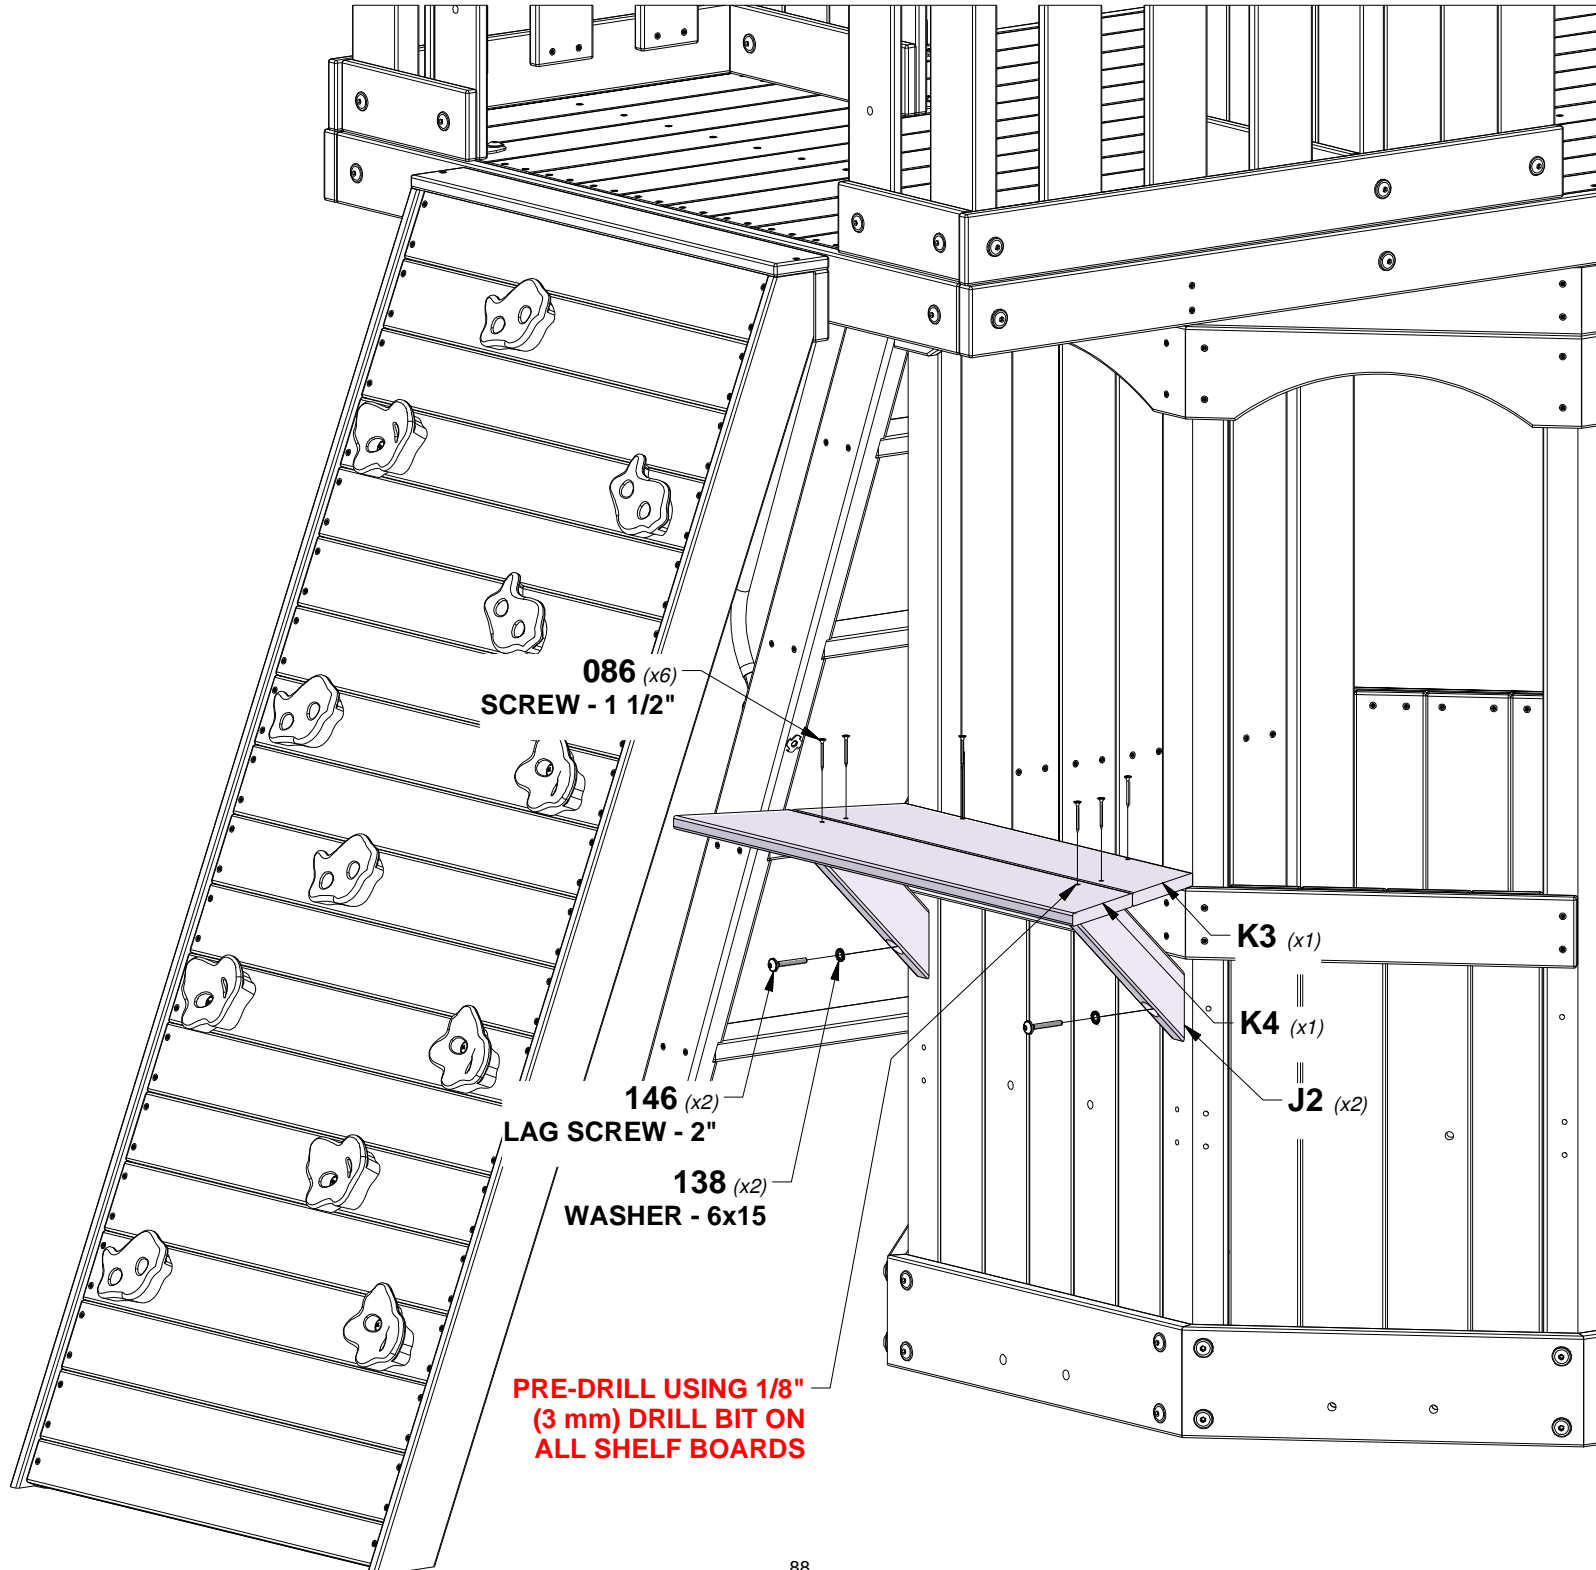 086 (x6)
SCREW - 1 1/2"
K3 (x1)
K4 (x1)
J2 (x2)
146 (x2)
LAG SCREW - 2"
138 (x2)
WASHER - 6x15
PRE-DRILL USING 1/8"
(3 mm) DRILL BIT ON
ALL SHELF BOARDS
88